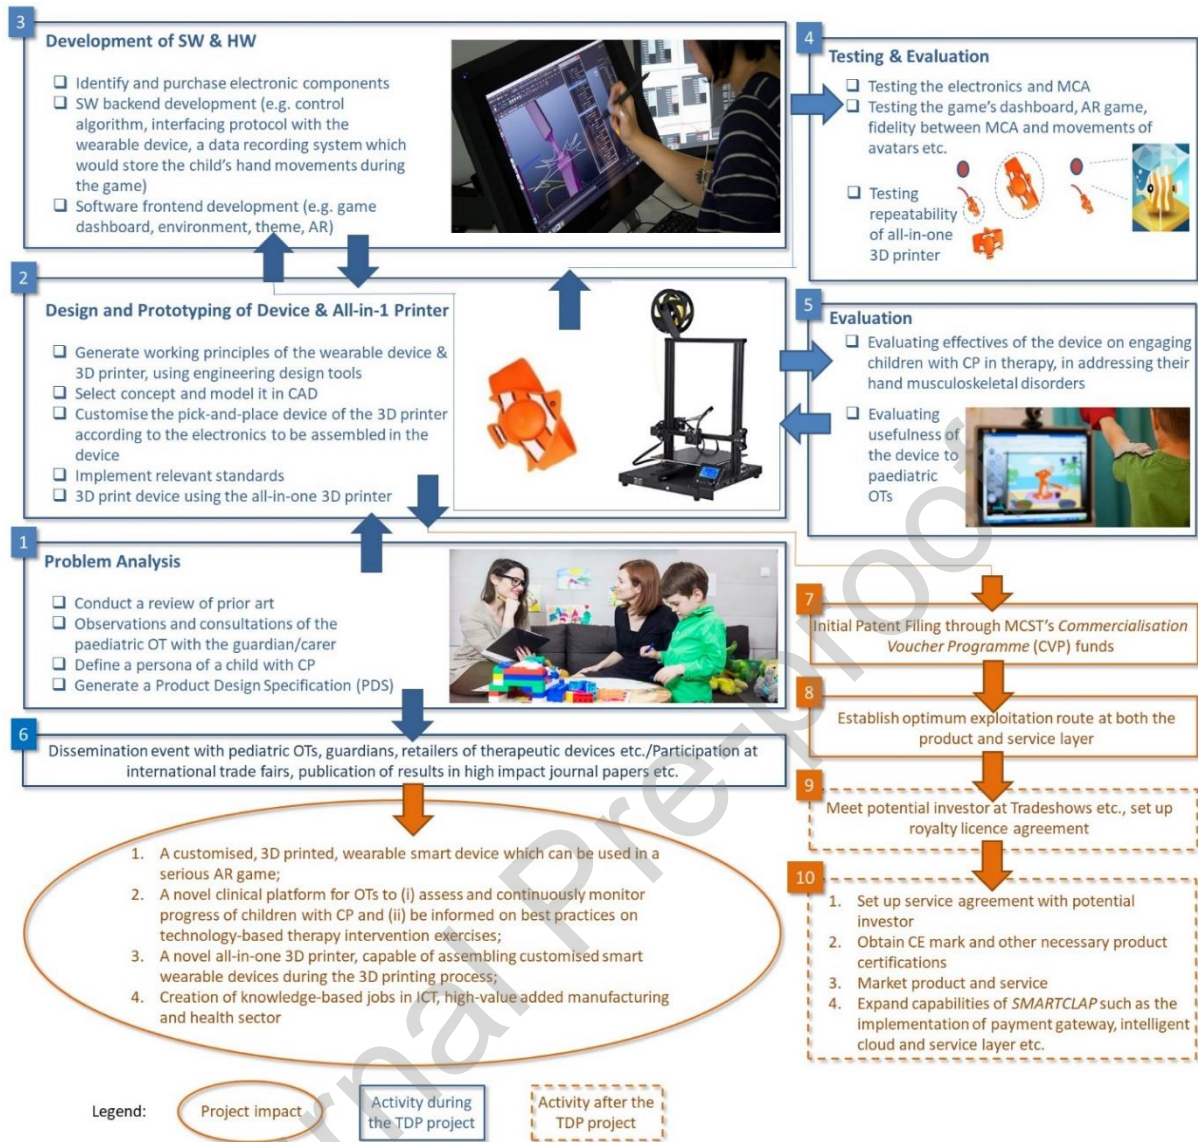 3
Development of SW & HW
❑ Identify and purchase electronic components
❑ SW backend development (e.g. control
algorithm, interfacing protocol with the
wearable device, a data recording system which
would store the child's hand movements during
the game)
❑ Software frontend development (e.g. game
dashboard, environment, theme, AR)
4
Testing & Evaluation
❑ Testing the electronics and MCA
❑ Testing the game's dashboard, AR game,
fidelity between MCA and movements of
avatars etc.
❑ Testing
repeatability
of all-in-one
3D printer
2
Design and Prototyping of Device & All-in-1 Printer
❑ Generate working principles of the wearable device &
3D printer, using engineering design tools
❑ Select concept and model it in CAD
❑ Customise the pick-and-place device of the 3D printer
according to the electronics to be assembled in the
device
❑ Implement relevant standards
❑ 3D print device using the all-in-one 3D printer
5
Evaluation
❑ Evaluating effectives of the device on engaging
children with CP in therapy, in addressing their
hand musculoskeletal disorders
❑ Evaluating
usefulness of
the device to
paediatric
OTs
1
Problem Analysis
❑ Conduct a review of prior art
❑ Observations and consultations of the
paediatric OT with the guardian/carer
❑ Define a persona of a child with CP
❑ Generate a Product Design Specification (PDS)
6
Dissemination event with pediatric OTs, guardians, retailers of therapeutic devices etc./Participation at
international trade fairs, publication of results in high impact journal papers etc.
1. A customised, 3D printed, wearable smart device which can be used in a
serious AR game;
2. A novel clinical platform for OTs to (i) assess and continuously monitor
progress of children with CP and (ii) be informed on best practices on
technology-based therapy intervention exercises;
3. A novel all-in-one 3D printer, capable of assembling customised smart
wearable devices during the 3D printing process;
4. Creation of knowledge-based jobs in ICT, high-value added manufacturing
and health sector
7
Initial Patent Filing through MCST's Commercialisation
Voucher Programme (CVP) funds
8
Establish optimum exploitation route at both the
product and service layer
9
Meet potential investor at Tradeshows etc., set up
royalty licence agreement
10
1. Set up service agreement with potential
investor
2. Obtain CE mark and other necessary product
certifications
3. Market product and service
4. Expand capabilities of SMARTCLAP such as the
implementation of payment gateway, intelligent
cloud and service layer etc.
Legend:
Project impact
Activity during
the TDP project
Activity after the
TDP project
rnal Pre-proof